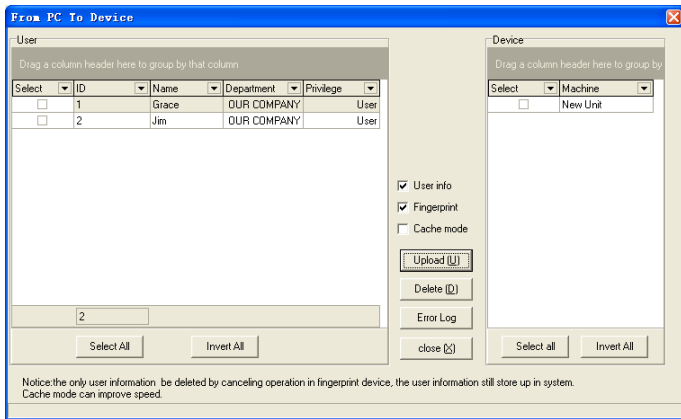 From PC To Device
User
Drag a column header here to group by that column
Select ID Name Department Privilege
1 Grace OUR COMPANY User
2 Jim OUR COMPANY User
2
Select All Invert All
User info
Fingerprint
Cache mode
Upload (U)
Delete (D)
Error Log
close (X)
Device
Drag a column header here to group by
Select Machine
New Unit
Select all Invert All
Notice:the only user information be deleted by canceling operation in fingerprint device, the user information still store up in system.
Cache mode can improve speed.